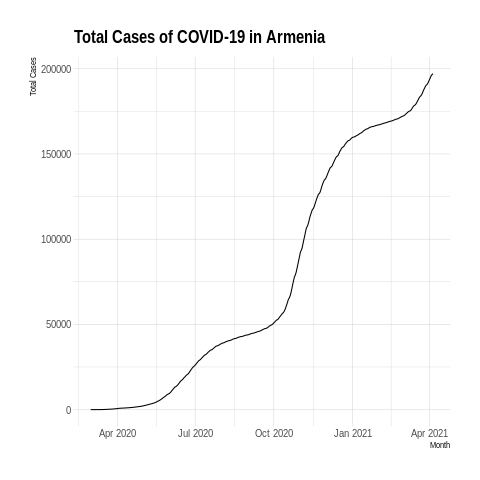 Total Cases of COVID-19 in Armenia
Total Cases
200000
150000
100000
50000
0
Apr 2020 Jul 2020 Oct 2020 Jan 2021 Apr 2021
Month